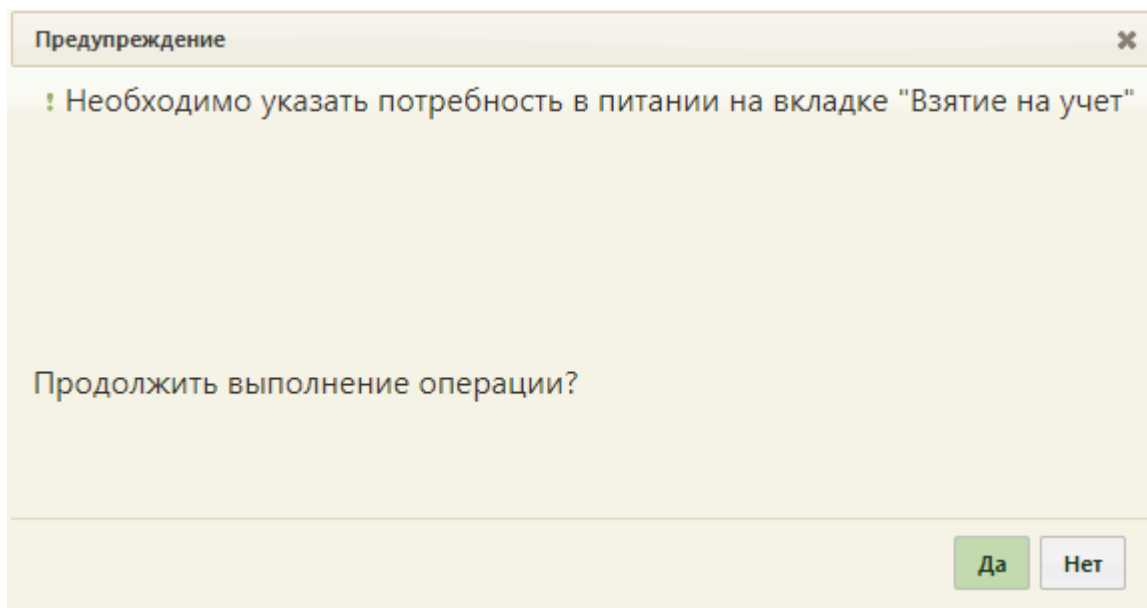 Предупреждение
! Необходимо указать потребность в питании на вкладке "Взятие на учет"
Продолжить выполнение операции?
Да
Нет